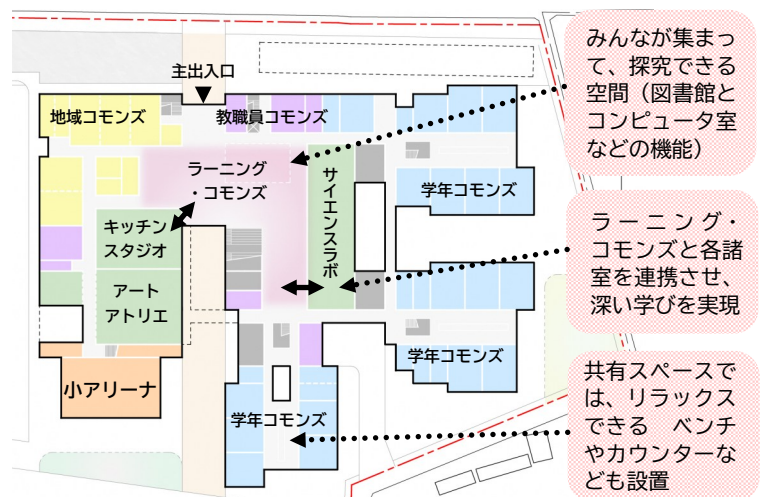 主出入口
地域コモンズ
教職員コモンズ
ラーニング
・コモンズ
サイエンスラボ
学年コモンズ
キッチン
スタジオ
アート
アトリエ
小アリーナ
学年コモンズ
学年コモンズ
みんなが集まっ
て、探究できる
空間（図書館と
コンピュータ室
などの機能）
ラーニング・
コモンズと各諸
室を連携させ、
深い学びを実現
共有スペースで
は、リラックス
できる　ベンチ
やカウンターな
ども設置